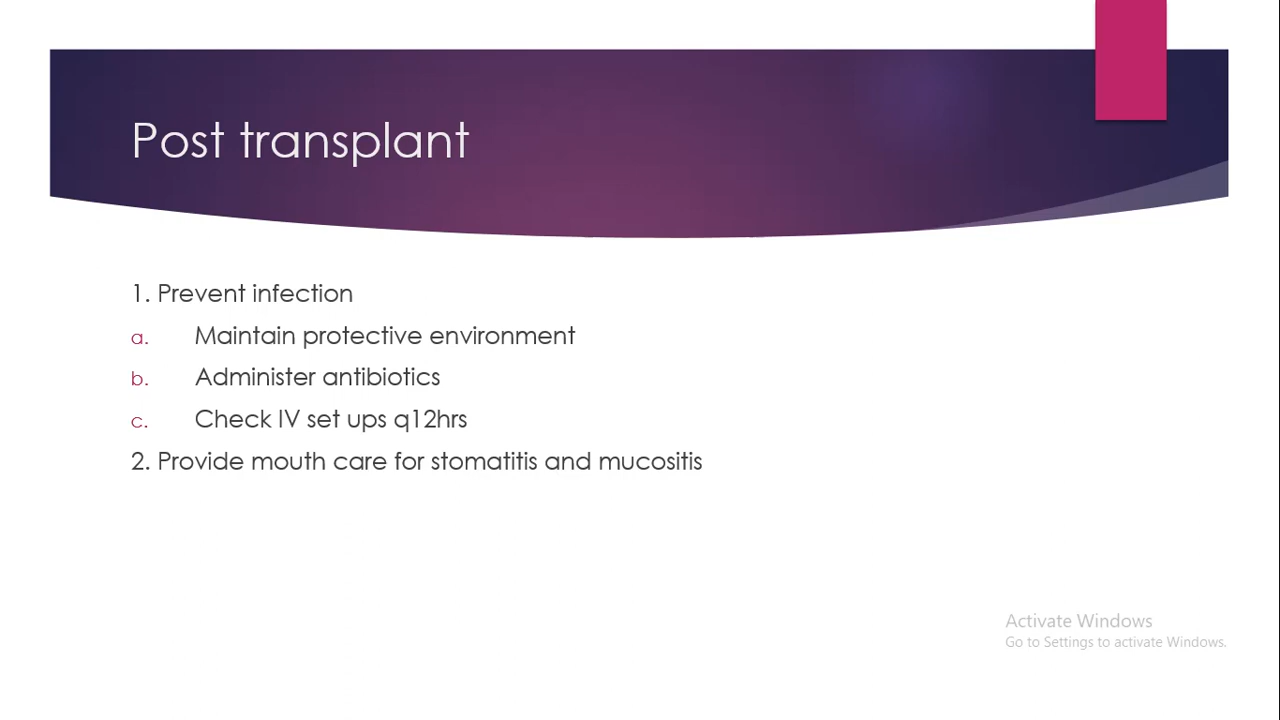 Post transplant
1. Prevent infection
a. Maintain protective environment
b. Administer antibiotics
c. Check IV set ups q12hrs
2. Provide mouth care for stomatitis and mucositis
Activate Windows
Go to Settings to activate Windows.